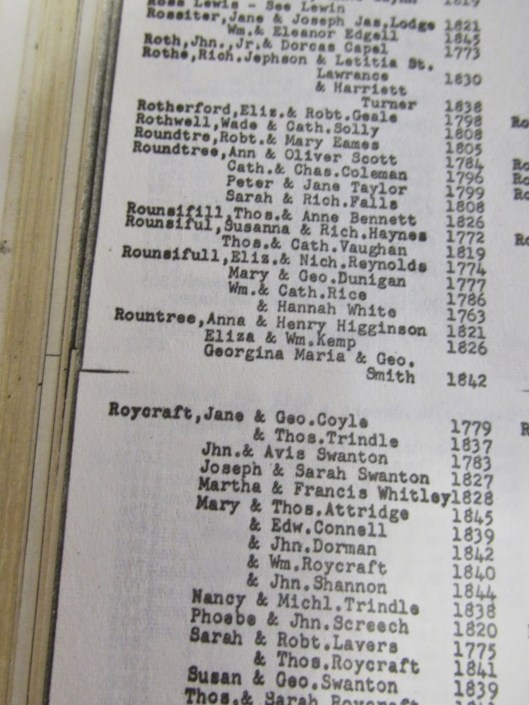 Ross Lewis - See Lewin
Rossiter,Jane & Joseph Jas.Lodge 1821
Wm.& Eleanor Edgell 1845
Roth,Jhn.,Jr.& Dorcas Capel 1773
Rothe,Rich.Jephson & Letitia St.
Lawrance 1830
& Harriett
Turner 1838
Rotherford,Eliz.& Robt.Geale 1798
Rothwell,Wade & Cath.Solly 1808
Roundtre,Robt.& Mary Eames 1805
Roundtree,Ann & Oliver Scott 1784
Cath.& Chas.Coleman 1796
Peter & Jane Taylor 1799
Sarah & Rich.Falls 1808
Rounsifill,Thos.& Anne Bennett 1826
Rounsiful,Susanna & Rich.Haynes 1772
Thos.& Cath.Vaughan 1819
Rounsifull,Eliz.& Nich.Reynolds 1774
Mary & Geo.Dunigan 1777
Wm.& Cath.Rice 1786
& Hannah White 1763
Rountree,Anna & Henry Higginson 1821
Eliza & Wm.Kemp 1826
Georgina Maria & Geo.
Smith 1842
Roycraft,Jane & Geo.Coyle 1779
& Thos.Trindle 1837
Jhn.& Avis Swanton 1783
Joseph & Sarah Swanton 1827
Martha & Francis Whitley 1828
Mary & Thos.Attridge 1845
& Edw.Connell 1839
& Jhn.Dorman 1842
& Wm.Roycraft 1840
& Jhn.Shannon 1844
Nancy & Michl.Trindle 1838
Phoebe & Jhn.Screech 1820
Sarah & Robt.Lavers 1775
& Thos.Roycraft 1841
Susan & Geo.Swanton 1839
Thos.& Sarah Roycraft